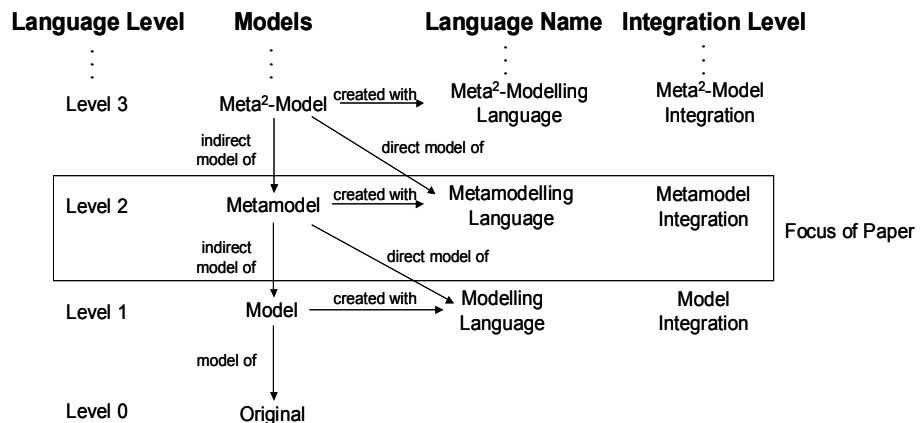 Language Level Models Language Name Integration Level
Level 3 Meta²-Model created with Meta²-Modelling Language Meta²-Model Integration
indirect model of direct model of
Level 2 Metamodel created with Metamodelling Language Metamodel Integration
Focus of Paper
indirect model of direct model of
Level 1 Model created with Modelling Language Model Integration
model of
Level 0 Original